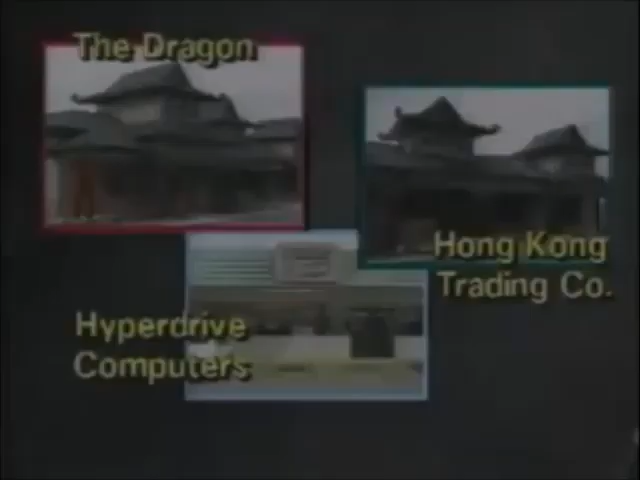 The Dragon
Hong Kong
Trading Co.
Hyperdrive
Computers